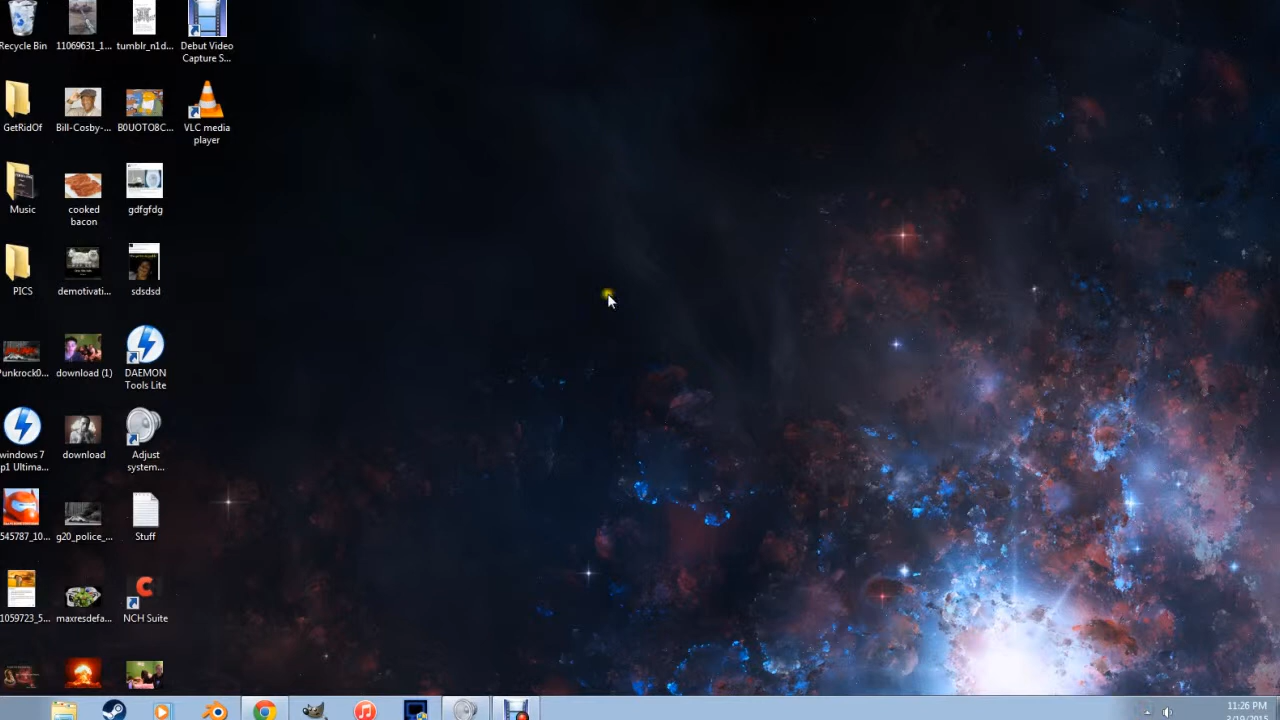 Recycle Bin
11069631_1...
tumblr_n1d...
Debut Video
Capture S...
GetRidOf
Bill-Cosby-...
B0UOTO8C...
VLC media
player
Music
cooked
bacon
gdfgfdg
PICS
demotivati...
sdsdsd
Punkrock0...
download (1)
DAEMON
Tools Lite
windows 7
p1 Ultima...
download
Adjust
system...
545787_10...
g20_police_...
Stuff
1059723_5...
maxresdefa...
NCH Suite
11:26 PM